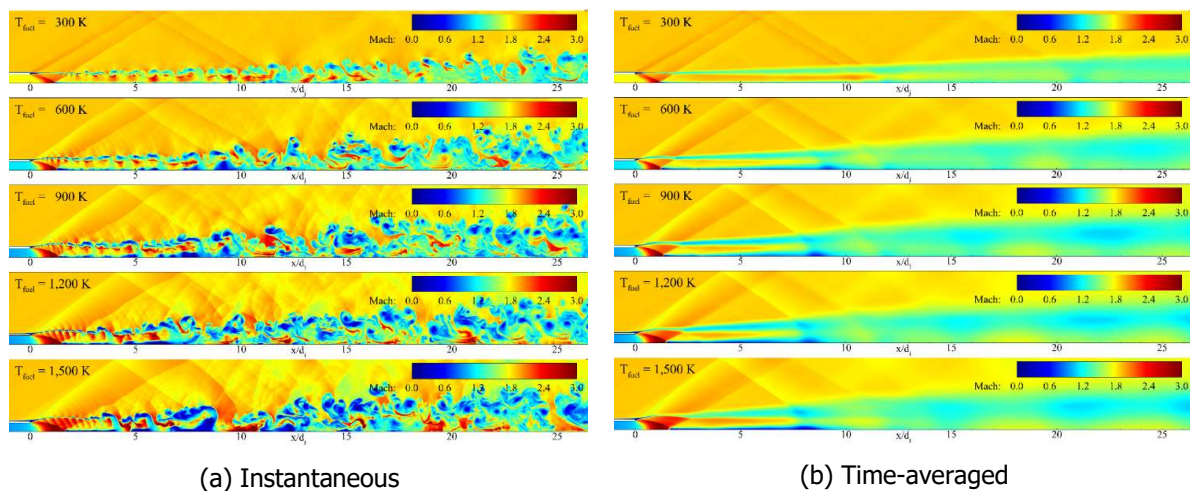 T_fuel = 300 K Mach: 0.0 0.6 1.2 1.8 2.4 3.0
0 5 10 x/d_j 15 20 25
T_fuel = 600 K Mach: 0.0 0.6 1.2 1.8 2.4 3.0
0 5 10 x/d_j 15 20 25
T_fuel = 900 K Mach: 0.0 0.6 1.2 1.8 2.4 3.0
0 5 10 x/d_j 15 20 25
T_fuel = 1,200 K Mach: 0.0 0.6 1.2 1.8 2.4 3.0
0 5 10 x/d_j 15 20 25
T_fuel = 1,500 K Mach: 0.0 0.6 1.2 1.8 2.4 3.0
0 5 10 x/d_j 15 20 25
(a) Instantaneous
T_fuel = 300 K Mach: 0.0 0.6 1.2 1.8 2.4 3.0
0 5 10 x/d_j 15 20 25
T_fuel = 600 K Mach: 0.0 0.6 1.2 1.8 2.4 3.0
0 5 10 x/d_j 15 20 25
T_fuel = 900 K Mach: 0.0 0.6 1.2 1.8 2.4 3.0
0 5 10 x/d_j 15 20 25
T_fuel = 1,200 K Mach: 0.0 0.6 1.2 1.8 2.4 3.0
0 5 10 x/d_j 15 20 25
T_fuel = 1,500 K Mach: 0.0 0.6 1.2 1.8 2.4 3.0
0 5 10 x/d_j 15 20 25
(b) Time-averaged